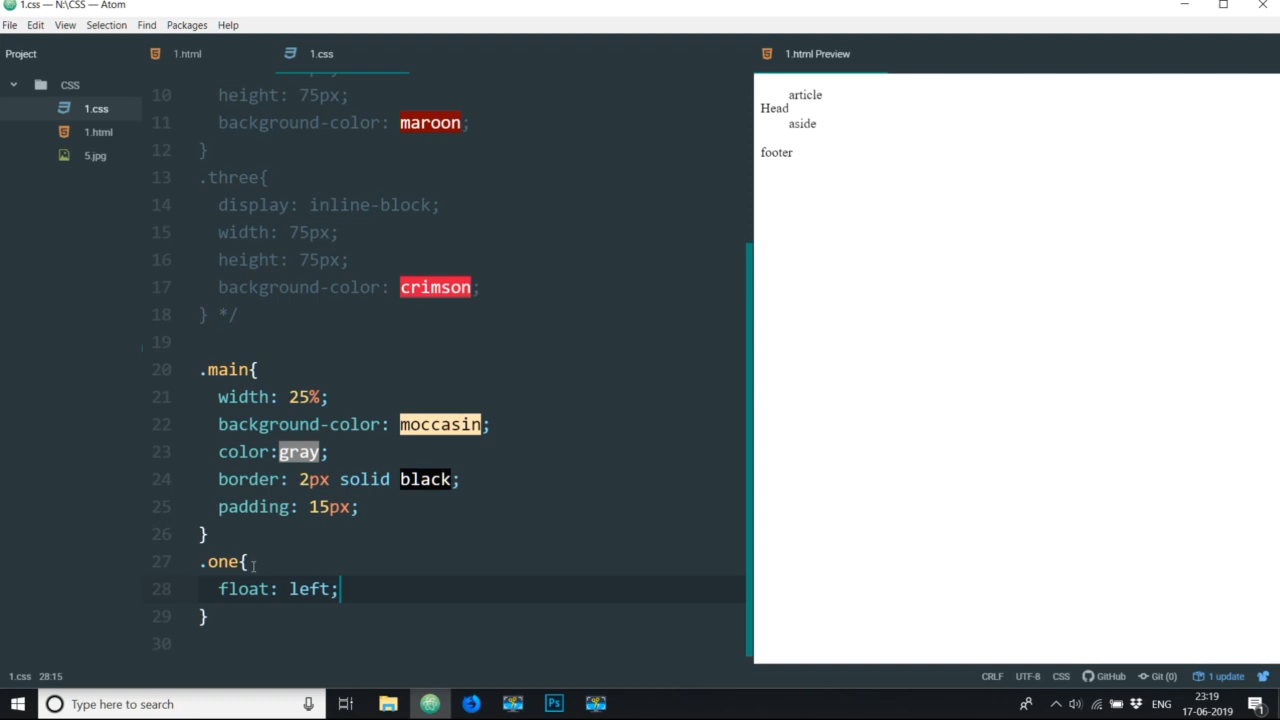 1.css — N:\CSS — Atom
File Edit View Selection Find Packages Help
Project
1.html
1.css
1.html Preview
CSS
1.css
1.html
5.jpg
10 height: 75px;
11 background-color: maroon;
12 }
13 .three{
14 display: inline-block;
15 width: 75px;
16 height: 75px;
17 background-color: crimson;
18 } */
19
20 .main{
21 width: 25%;
22 background-color: moccasin;
23 color:gray;
24 border: 2px solid black;
25 padding: 15px;
26 }
27 .one{
28 float: left;
29 }
30
article
Head
aside
footer
1.css 28:15
CRLF UTF-8 CSS GitHub Git (0) 1 update
Type here to search
Ps
ENG
23:19
17-06-2019
1